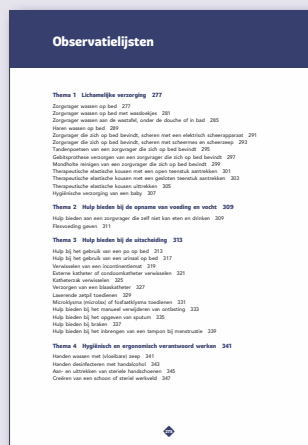 Observatielijsten
Thema 1 Lichamelijke verzorging 277
Zorgvrager wassen op bed 277
Zorgvrager wassen op bed met wasdoekjes 281
Zorgvrager wassen aan de wastafel, onder de douche of in bad 285
Haren wassen op bed 289
Zorgvrager die zich op bed bevindt, scheren met een elektrisch scheerapparaat 291
Zorgvrager die zich op bed bevindt, scheren met scheermes en scheerzeep 293
Tandenpoetsen van een zorgvrager die zich op bed bevindt 295
Gebitsprothese verzorgen van een zorgvrager die zich op bed bevindt 297
Mondholte reinigen van een zorgvrager die zich op bed bevindt 299
Therapeutische elastische kousen met een open teenstuk aantrekken 301
Therapeutische elastische kousen met een gesloten teenstuk aantrekken 303
Therapeutische elastische kousen uittrekken 305
Hygiënische verzorging van een baby 307
Thema 2 Hulp bieden bij de opname van voeding en vocht 309
Hulp bieden aan een zorgvrager die zelf niet kan eten en drinken 309
Flesvoeding geven 311
Thema 3 Hulp bieden bij de uitscheiding 313
Hulp bij het gebruik van een po op bed 313
Hulp bij het gebruik van een urinaal op bed 317
Verwisselen van een incontinentiemat 319
Externe katheter of condoomkatheter verwisselen 321
Katheterzak verwisselen 325
Verzorgen van een blaaskatheter 327
Laxerende zetpil toedienen 329
Microklysma (microlax) of fosfaatklysma toedienen 331
Hulp bieden bij het manueel verwijderen van ontlasting 333
Hulp bieden bij het opgeven van sputum 335
Hulp bieden bij braken 337
Hulp bieden bij het inbrengen van een tampon bij menstruatie 339
Thema 4 Hygiënisch en ergonomisch verantwoord werken 341
Handen wassen met (vloeibare) zeep 341
Handen desinfecteren met handalcohol 343
Aan- en uittrekken van steriele handschoenen 345
Creëren van een schoon of steriel werkveld 347